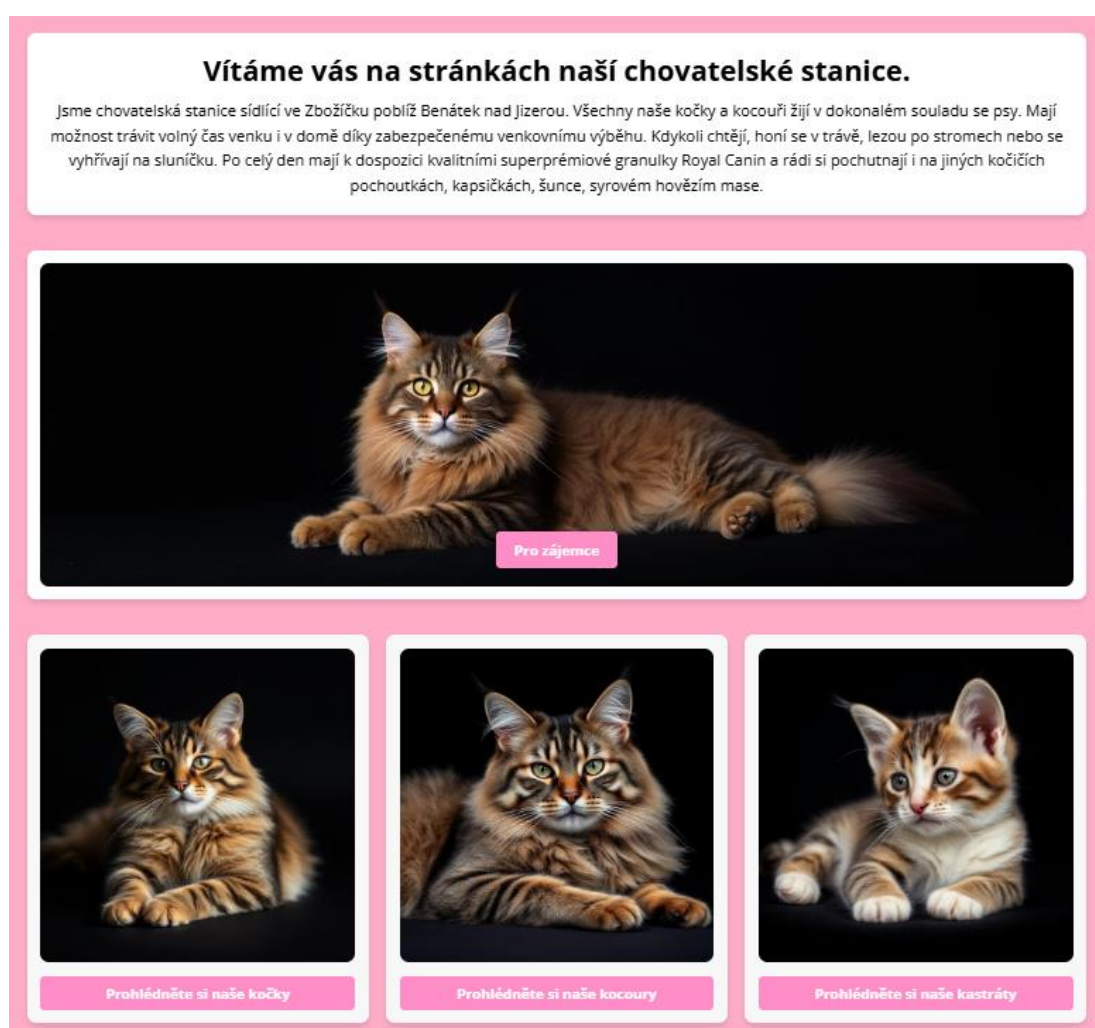 Vítáme vás na stránkách naší chovatelské stanice.
Jsme chovatelská stanice sídlící ve Zbožíčku poblíž Benátek nad Jizerou. Všechny naše kočky a kocouři žijí v dokonalém souladu se psy. Mají
možnost trávit volný čas venku i v domě díky zabezpečenému venkovnímu výběhu. Kdykoli chtějí, honí se v trávě, lezou po stromech nebo se
vyhřívají na sluníčku. Po celý den mají k dospozici kvalitními superprémiové granulky Royal Canin a rádi si pochutnají i na jiných kočičích
pochoutkách, kapsičkách, šunce, syrovém hovězím mase.
Pro zájemce
Prohlédněte si naše kočky
Prohlédněte si naše kocoury
Prohlédněte si naše kastráty